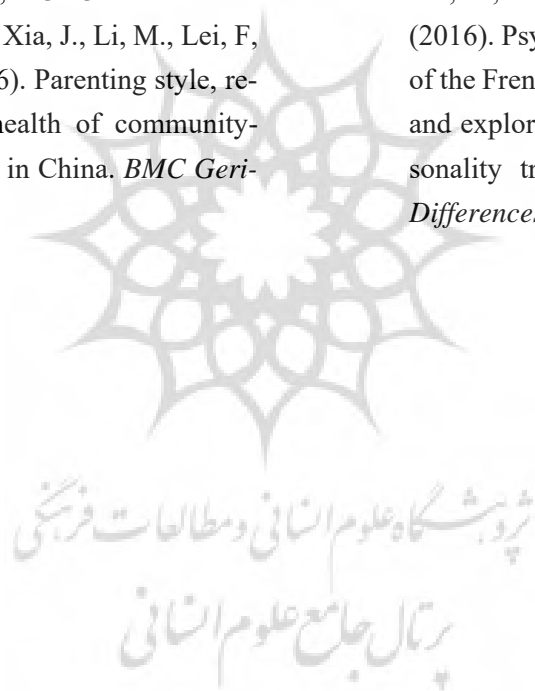 Xia, J., Li, M., Lei, F,
6). Parenting style, re-
health of community-
in China. BMC Geri-
(2016). Psy
of the Fren
and explor
sonality tr
Differences
پژوهشگاه علوم انسانی و مطالعات فرهنگی
پرتال جامع علوم انسانی